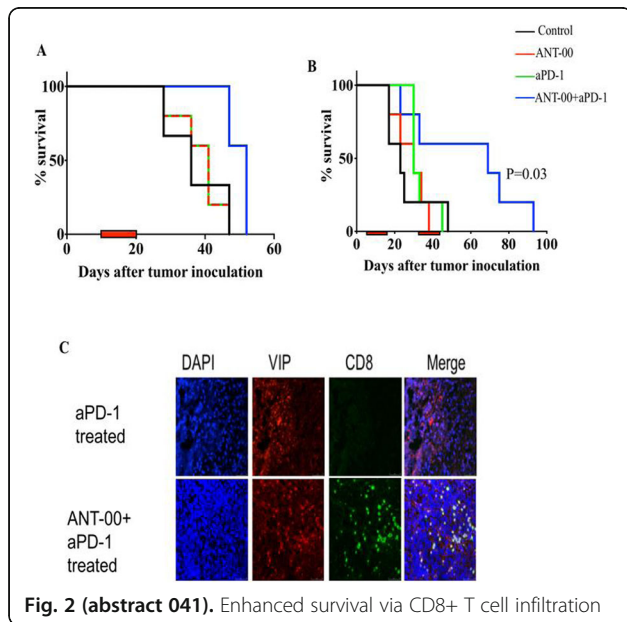 A
100
50
0
% survival
0 20 40 60
Days after tumor inoculation
Control
ANT-00
aPD-1
ANT-00+aPD-1
B
100
50
0
% survival
P=0.03
0 20 40 60 80 100
Days after tumor inoculation
C
DAPI VIP CD8 Merge
aPD-1
treated
ANT-00+
aPD-1
treated
Fig. 2 (abstract 041). Enhanced survival via CD8+ T cell infiltration